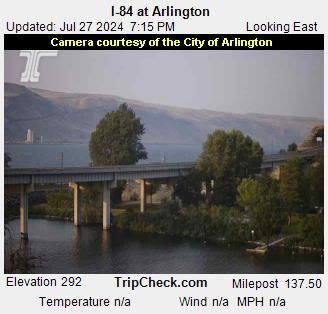 I-84 at Arlington
Updated: Jul 27 2024  7:15 PM  Looking East
Camera courtesy of the City of Arlington
Elevation 292  TripCheck.com  Milepost 137.50
Temperature n/a  Wind n/a  MPH n/a